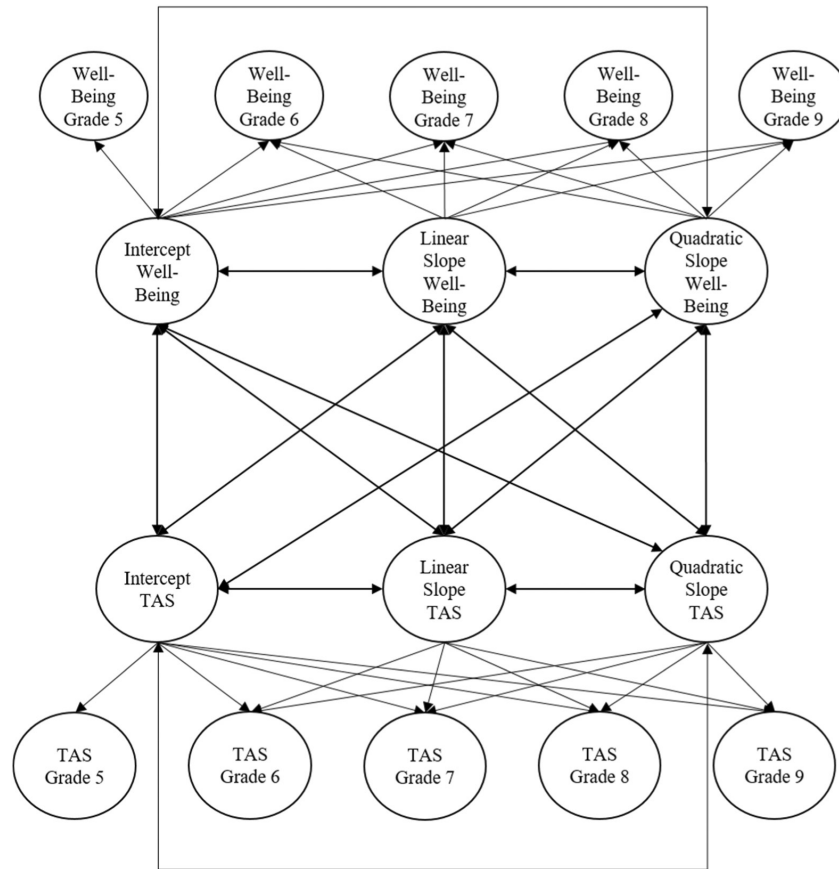 Well-
Being
Grade 5
Well-
Being
Grade 6
Well-
Being
Grade 7
Well-
Being
Grade 8
Well-
Being
Grade 9
Intercept
Well-
Being
Linear
Slope
Well-
Being
Quadratic
Slope
Well-
Being
Intercept
TAS
Linear
Slope
TAS
Quadratic
Slope
TAS
TAS
Grade 5
TAS
Grade 6
TAS
Grade 7
TAS
Grade 8
TAS
Grade 9